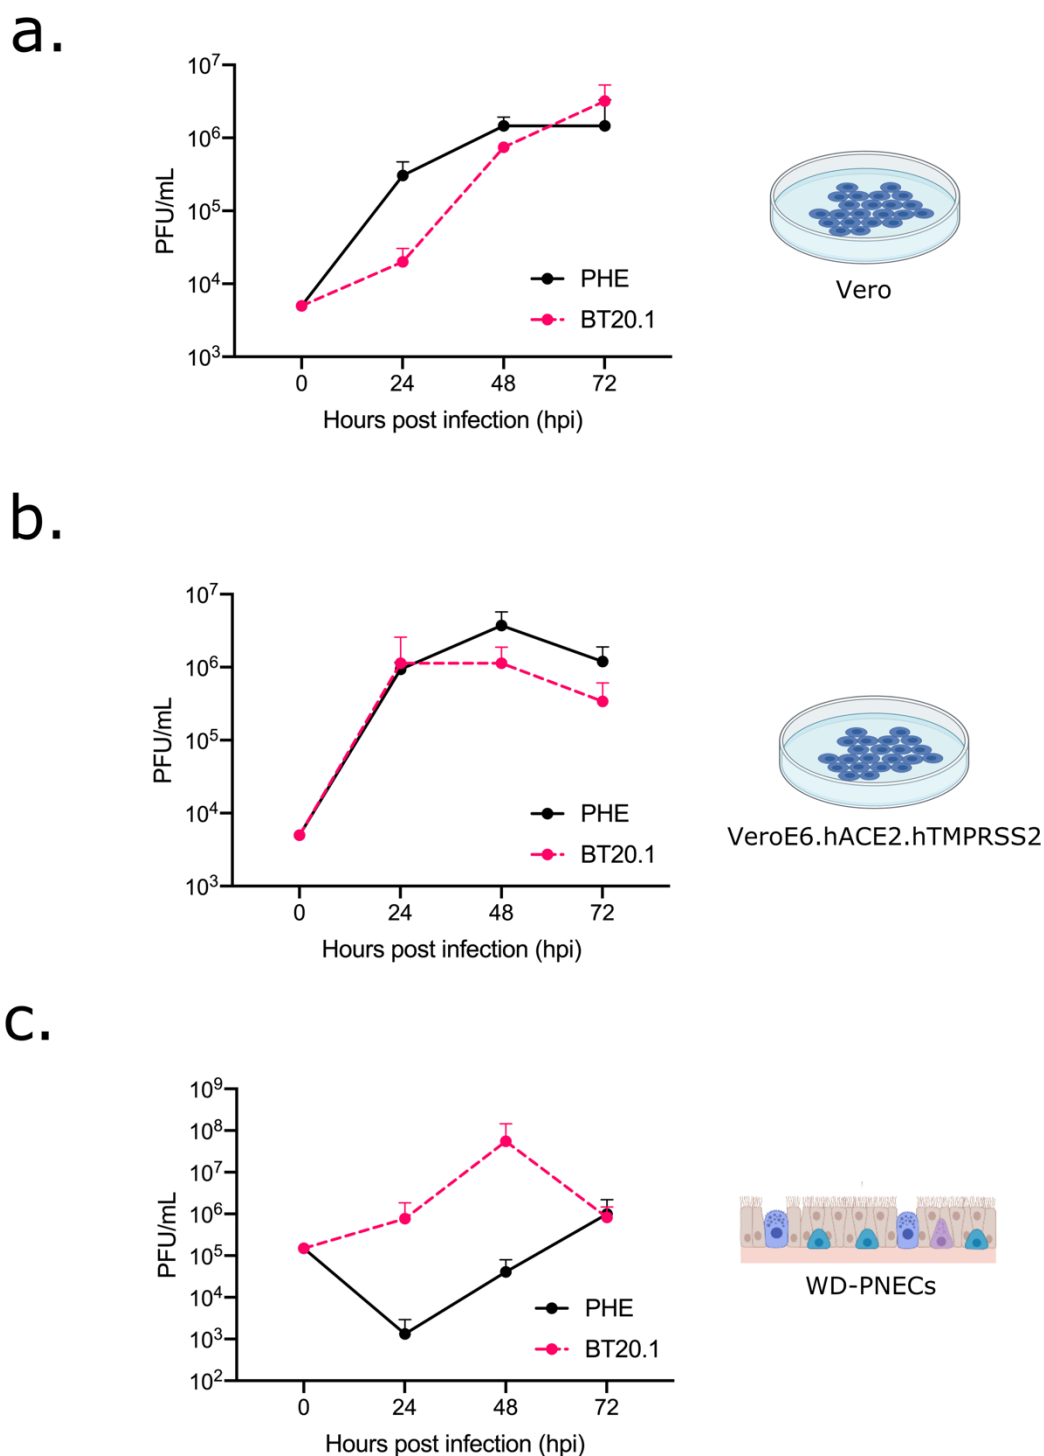 a.
10⁷
10⁶
10⁵
10⁴
10³
PFU/mL
PHE
BT20.1
0 24 48 72
Hours post infection (hpi)
Vero
b.
10⁷
10⁶
10⁵
10⁴
10³
PFU/mL
PHE
BT20.1
0 24 48 72
Hours post infection (hpi)
VeroE6.hACE2.hTMPRSS2
c.
10⁹
10⁸
10⁷
10⁶
10⁵
10⁴
10³
10²
PFU/mL
PHE
BT20.1
0 24 48 72
Hours post infection (hpi)
WD-PNECs